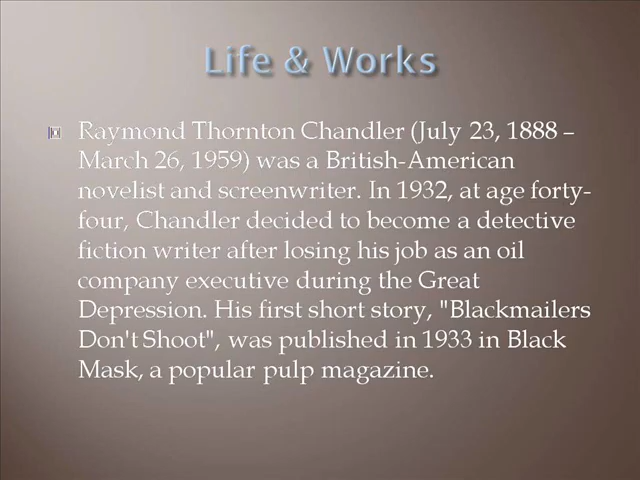 Life & Works
Raymond Thornton Chandler (July 23, 1888 –
March 26, 1959) was a British-American
novelist and screenwriter. In 1932, at age forty-
four, Chandler decided to become a detective
fiction writer after losing his job as an oil
company executive during the Great
Depression. His first short story, "Blackmailers
Don't Shoot", was published in 1933 in Black
Mask, a popular pulp magazine.